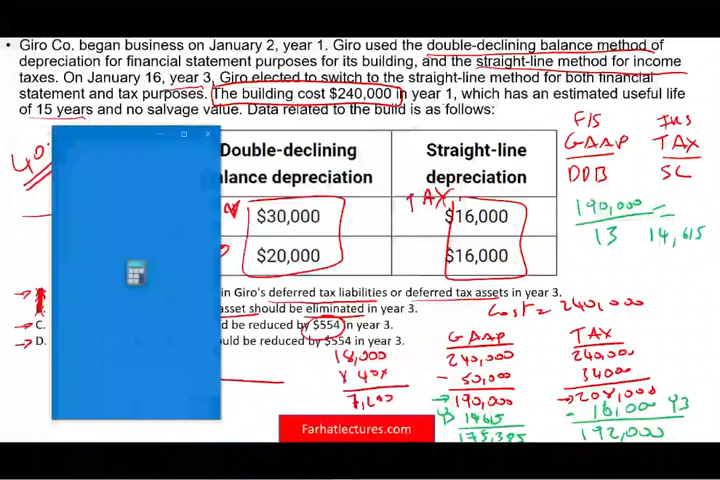 • Giro Co. began business on January 2, year 1. Giro used the double-declining balance method of
depreciation for financial statement purposes for its building, and the straight-line method for income
taxes. On January 16, year 3, Giro elected to switch to the straight-line method for both financial
statement and tax purposes. The building cost $240,000 in year 1, which has an estimated useful life
of 15 years and no salvage value. Data related to the build is as follows:
F/S
GAAP
DDB
190,000
13
IRS
TAX
SL
14,615
40%
Double-declining
lance depreciation
Straight-line
depreciation
TAX
$30,000
$16,000
$20,000
$16,000
in Giro's deferred tax liabilities or deferred tax assets in year 3.
asset should be eliminated in year 3.
C.
d be reduced by $554 in year 3.
D.
uld be reduced by $554 in year 3.
Cost = 240,000
18,000
X 40%
7,200
GAAP
240,000
- 50,000
190,000
14615
175,385
TAX
240,000
208,000
- 16,000 Y3
192,000
Farhatlectures.com